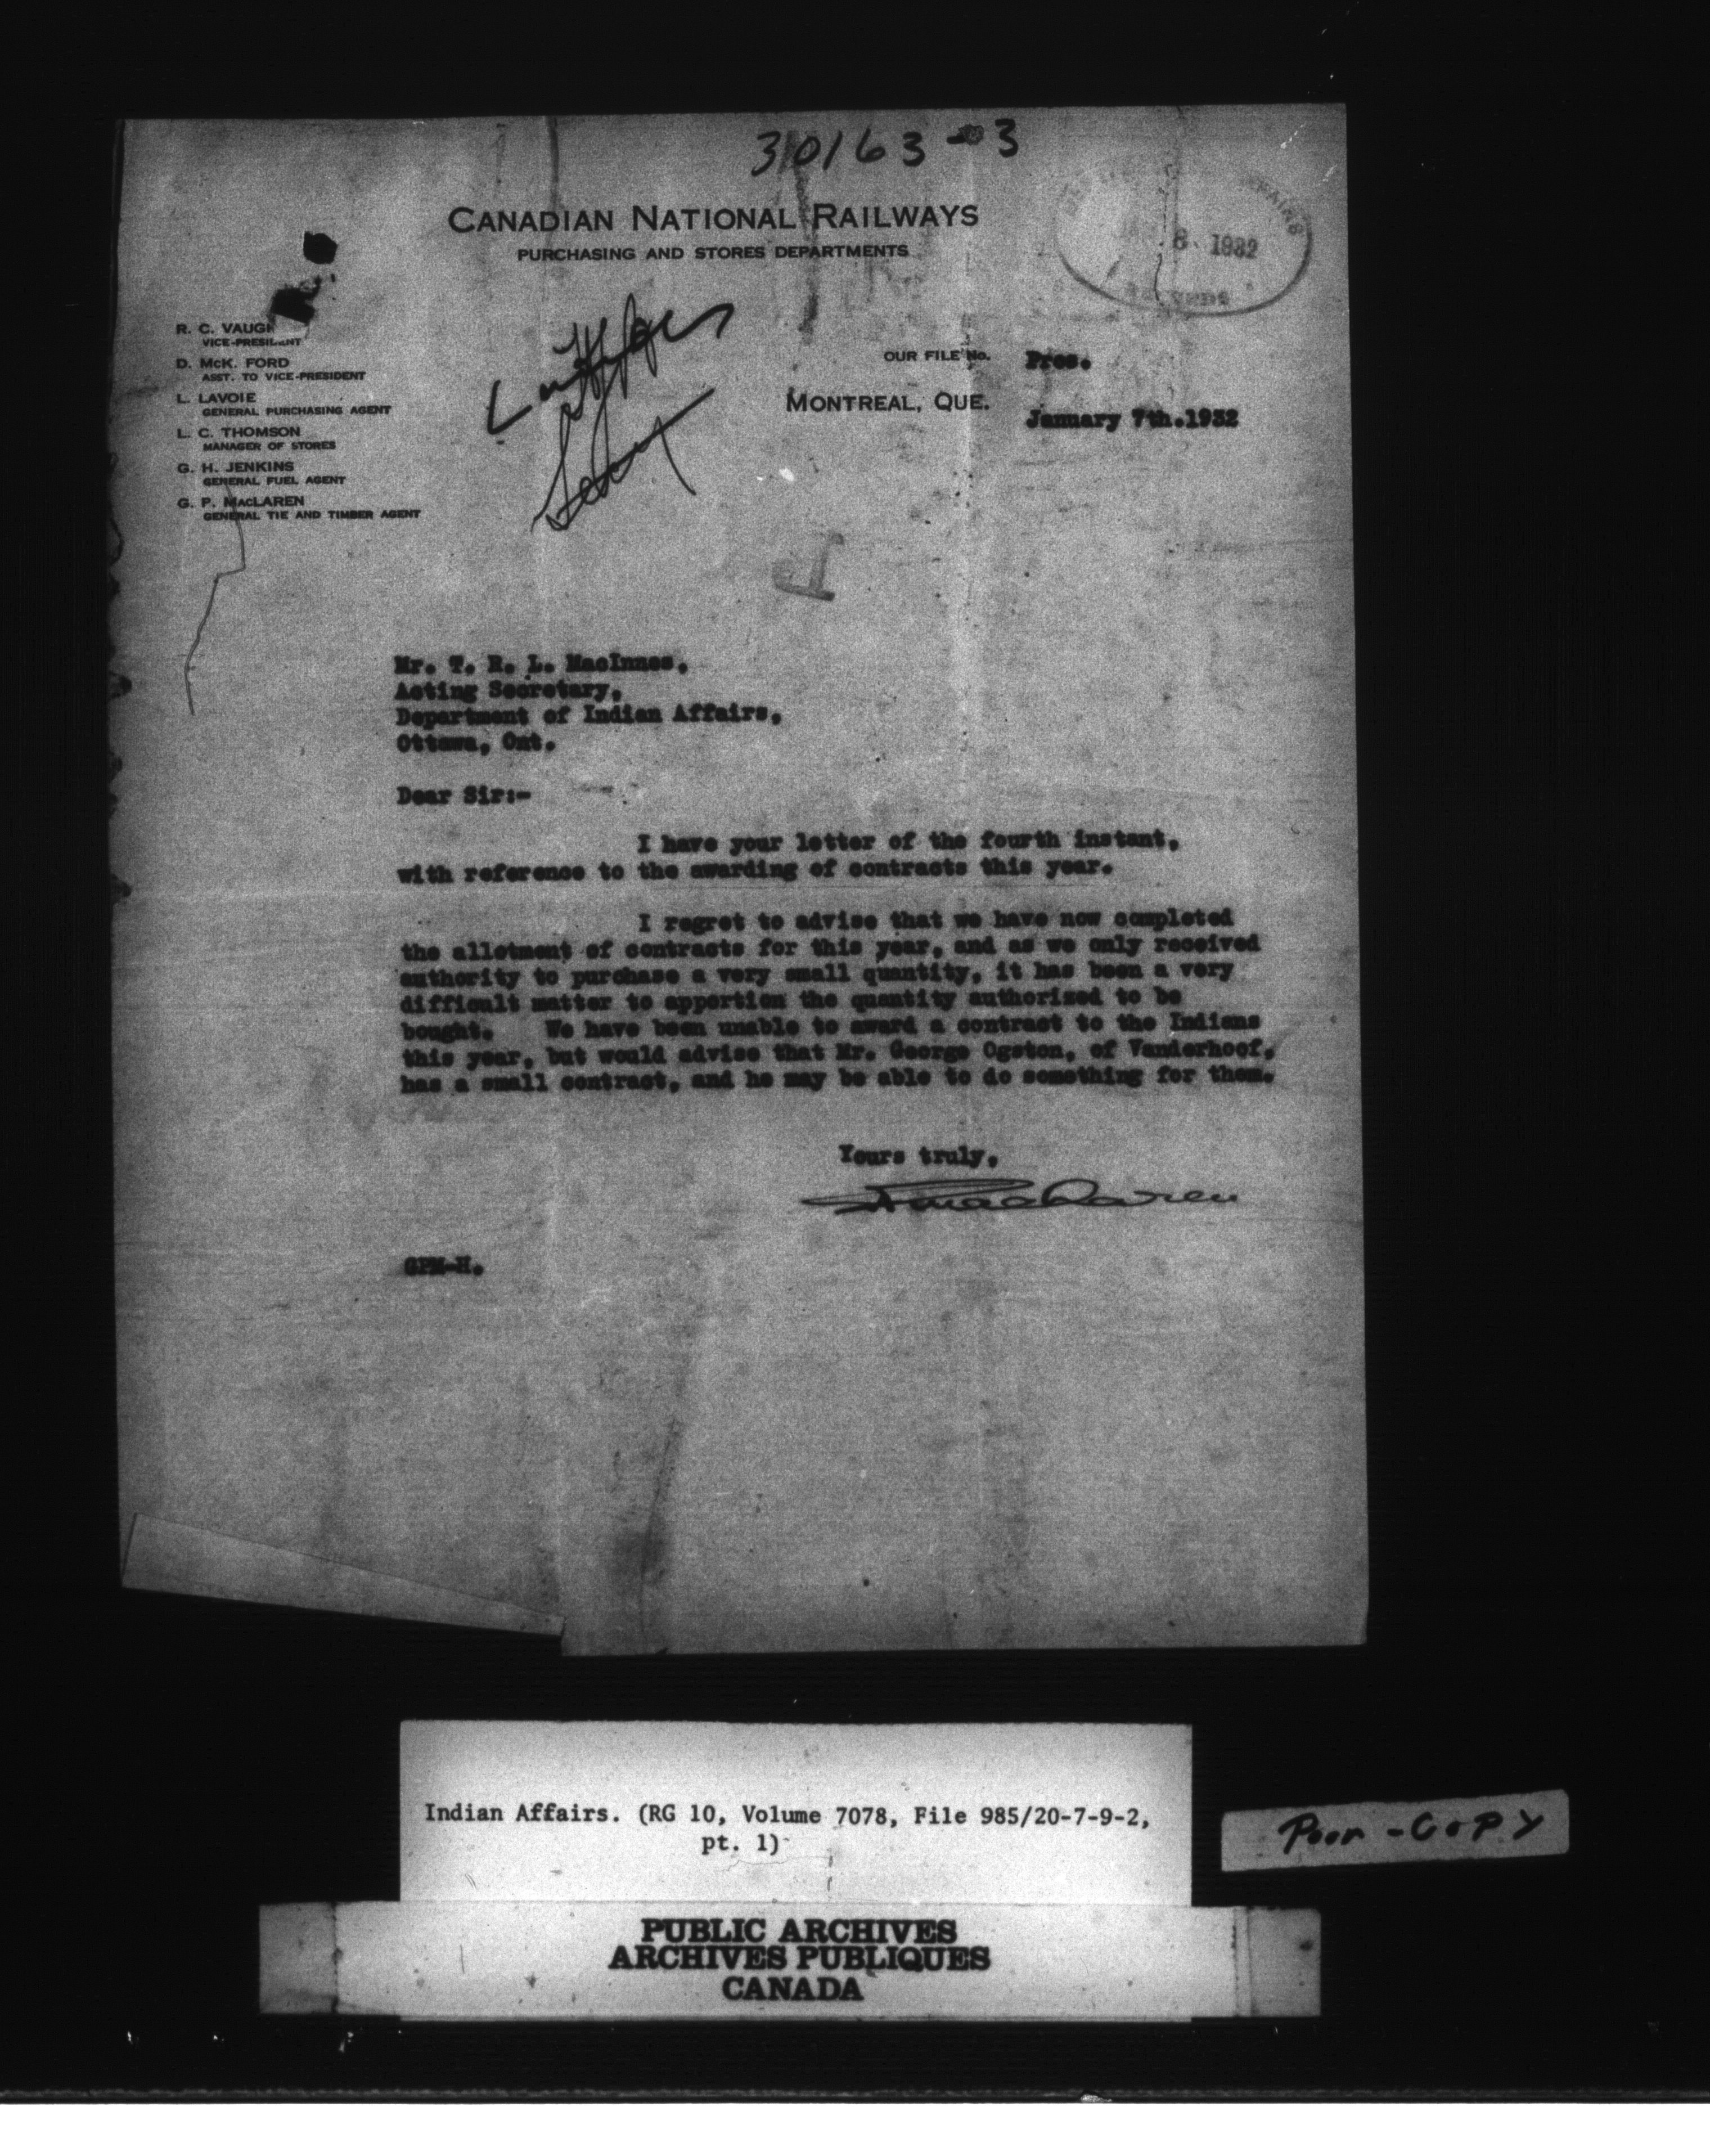 30163-3
CANADIAN NATIONAL RAILWAYS
PURCHASING AND STORES DEPARTMENTS
8 1932
R. C. VAUGH
VICE-PRESIDENT
D. McK. FORD
ASST. TO VICE-PRESIDENT
L. LAVOIE
GENERAL PURCHASING AGENT
L. C. THOMSON
MANAGER OF STORES
G. H. JENKINS
GENERAL FUEL AGENT
G. P. MacLAREN
GENERAL TIE AND TIMBER AGENT
OUR FILE No. Pres.
MONTREAL, QUE.
January 7th.1932
Mr. T. R. L. MacInnes,
Acting Secretary,
Department of Indian Affairs,
Ottawa, Ont.
Dear Sir:-
I have your letter of the fourth instant,
with reference to the awarding of contracts this year.
I regret to advise that we have now completed
the allotment of contracts for this year, and as we only received
authority to purchase a very small quantity, it has been a very
difficult matter to apportion the quantity authorized to be
bought. We have been unable to award a contract to the Indians
this year, but would advise that Mr. George Ogston, of Vanderhoof,
has a small contract, and he may be able to do something for them.
Yours truly,
GPM-H.
Indian Affairs. (RG 10, Volume 7078, File 985/20-7-9-2,
pt. 1)
Poor-Copy
PUBLIC ARCHIVES
ARCHIVES PUBLIQUES
CANADA